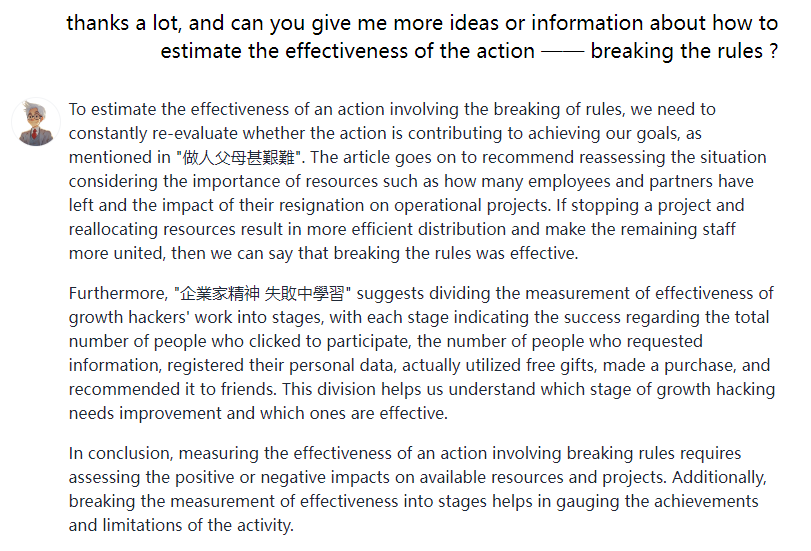 thanks a lot, and can you give me more ideas or information about how to
estimate the effectiveness of the action —— breaking the rules ?
To estimate the effectiveness of an action involving the breaking of rules, we need to
constantly re-evaluate whether the action is contributing to achieving our goals, as
mentioned in "做人父母甚艱難". The article goes on to recommend reassessing the situation
considering the importance of resources such as how many employees and partners have
left and the impact of their resignation on operational projects. If stopping a project and
reallocating resources result in more efficient distribution and make the remaining staff
more united, then we can say that breaking the rules was effective.
Furthermore, "企業家精神 失敗中學習" suggests dividing the measurement of effectiveness of
growth hackers' work into stages, with each stage indicating the success regarding the total
number of people who clicked to participate, the number of people who requested
information, registered their personal data, actually utilized free gifts, made a purchase, and
recommended it to friends. This division helps us understand which stage of growth hacking
needs improvement and which ones are effective.
In conclusion, measuring the effectiveness of an action involving breaking rules requires
assessing the positive or negative impacts on available resources and projects. Additionally,
breaking the measurement of effectiveness into stages helps in gauging the achievements
and limitations of the activity.